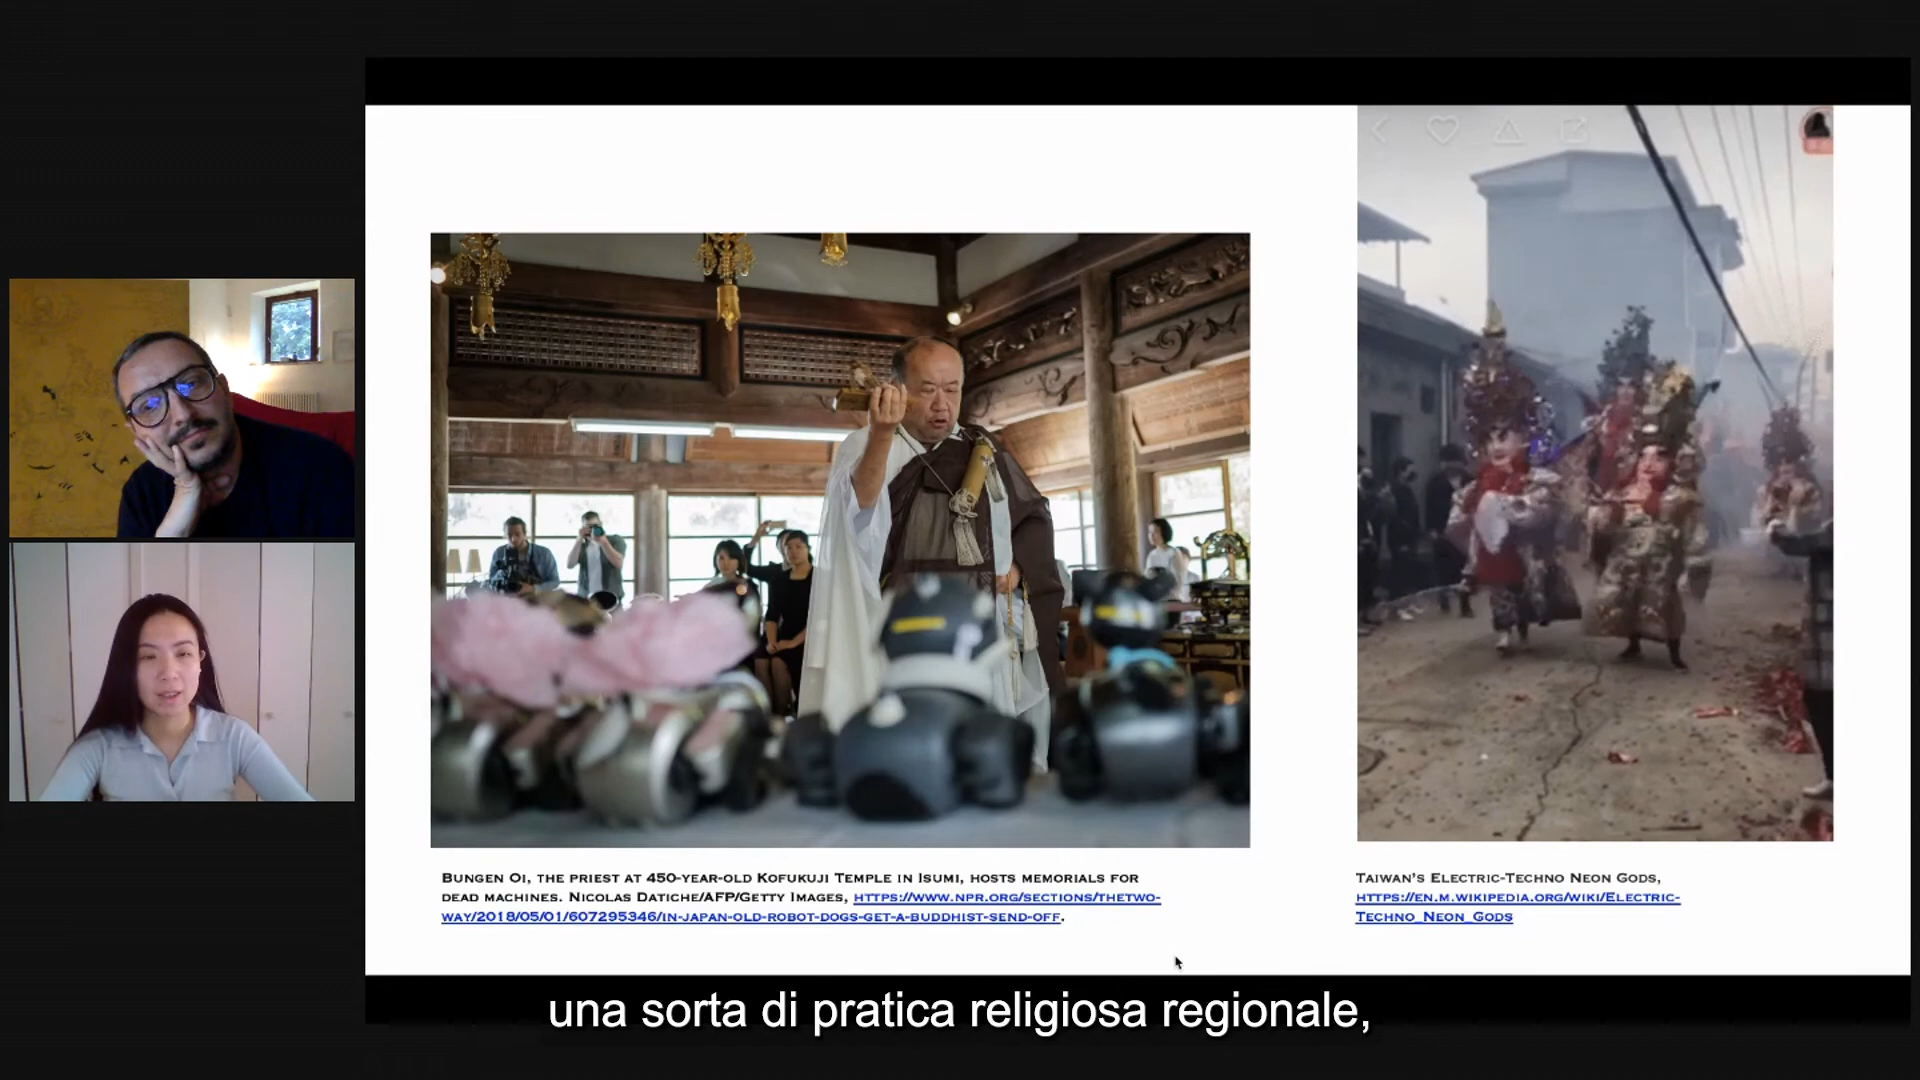 BUNGEN OI, THE PRIEST AT 450-YEAR-OLD KOFUKUJI TEMPLE IN ISUMI, HOSTS MEMORIALS FOR
DEAD MACHINES. NICOLAS DATICHE/AFP/GETTY IMAGES, HTTPS://WWW.NPR.ORG/SECTIONS/THETWO-
WAY/2018/05/01/607295346/IN-JAPAN-OLD-ROBOT-DOGS-GET-A-BUDDHIST-SEND-OFF.
TAIWAN'S ELECTRIC-TECHNO NEON GODS,
HTTPS://EN.M.WIKIPEDIA.ORG/WIKI/ELECTRIC-
TECHNO_NEON_GODS
una sorta di pratica religiosa regionale,